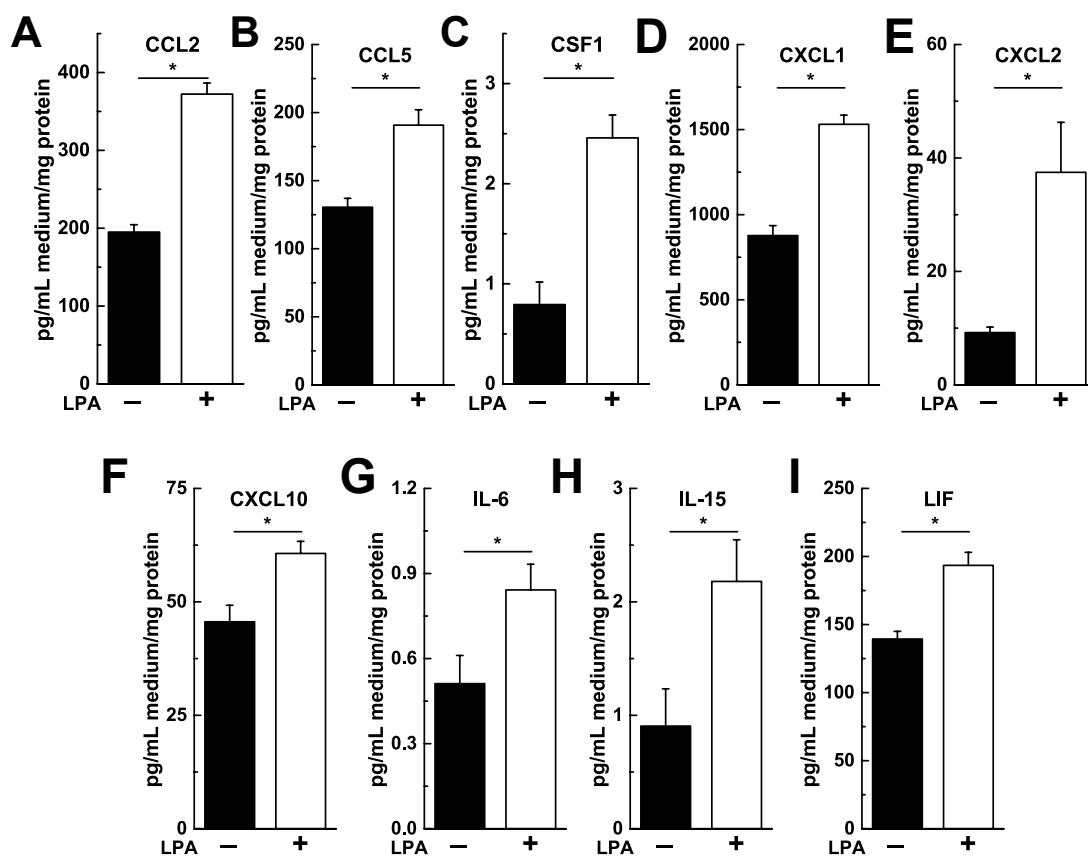 A
CCL2
pg/mL medium/mg protein
400
300
200
100
0
*
LPA − +
B
CCL5
pg/mL medium/mg protein
250
200
150
100
50
0
*
LPA − +
C
CSF1
pg/mL medium/mg protein
3
2
1
0
*
LPA − +
D
CXCL1
pg/mL medium/mg protein
2000
1500
1000
500
0
*
LPA − +
E
CXCL2
pg/mL medium/mg protein
60
40
20
0
*
LPA − +
F
CXCL10
pg/mL medium/mg protein
75
50
25
0
*
LPA − +
G
IL-6
pg/mL medium/mg protein
1.2
0.9
0.6
0.3
0.0
*
LPA − +
H
IL-15
pg/mL medium/mg protein
3
2
1
0
*
LPA − +
I
LIF
pg/mL medium/mg protein
250
200
150
100
50
0
*
LPA − +